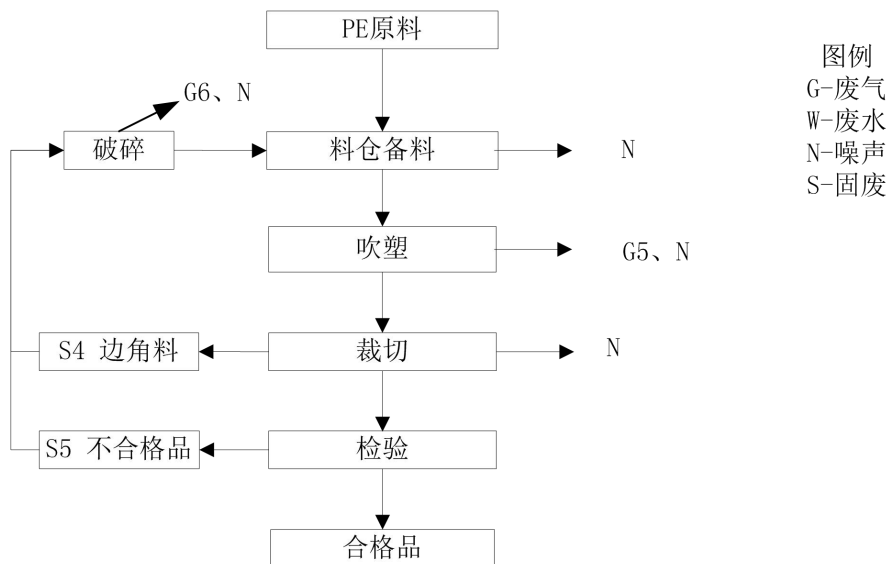 PE原料
图例
G-废气
W-废水
N-噪声
S-固废
G6、N
破碎
料仓备料
N
吹塑
G5、N
S4 边角料
裁切
N
S5 不合格品
检验
合格品